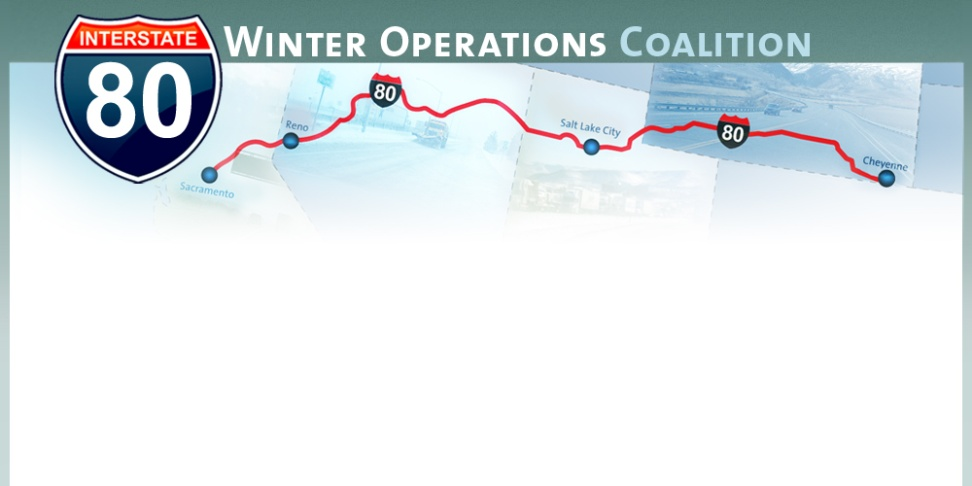 INTERSTATE
80
WINTER OPERATIONS COALITION
80
Reno
Sacramento
Salt Lake City
80
Cheyenne